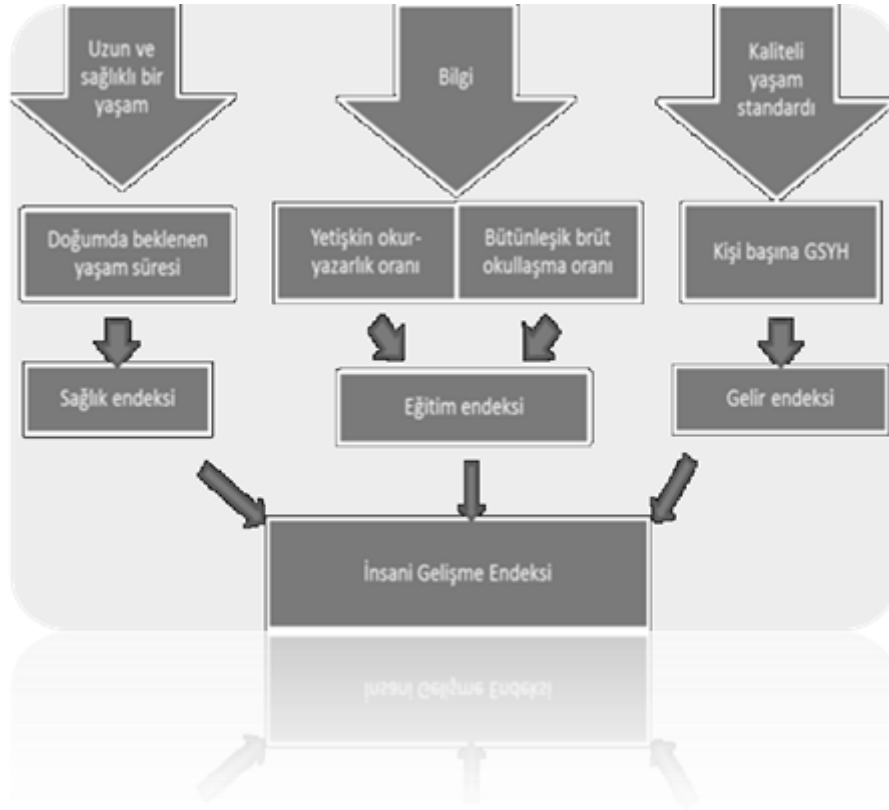 Uzun ve
sağlıklı bir
yaşam
Bilgi
Kaliteli
yaşam
standardı
Doğumda beklenen
yaşam süresi
Yetişkin okur-
yazarlık oranı
Bütünleşik brüt
okullaşma oranı
Kişi başına GSYH
Sağlık endeksi
Eğitim endeksi
Gelir endeksi
İnsani Gelişme Endeksi